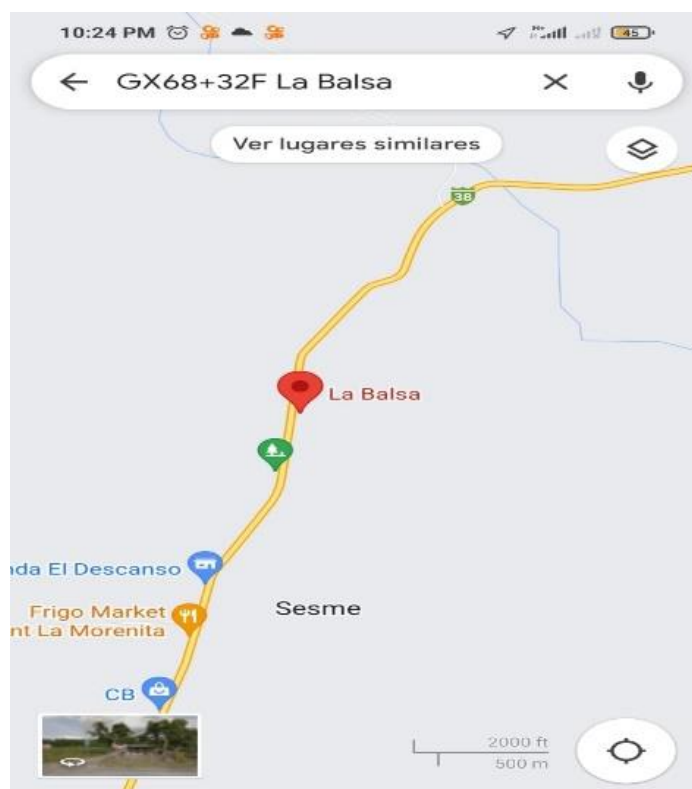 10:24 PM
45
GX68+32F La Balsa
Ver lugares similares
38
La Balsa
nda El Descanso
Frigo Market
nt La Morenita
Sesme
CB
2000 ft
500 m